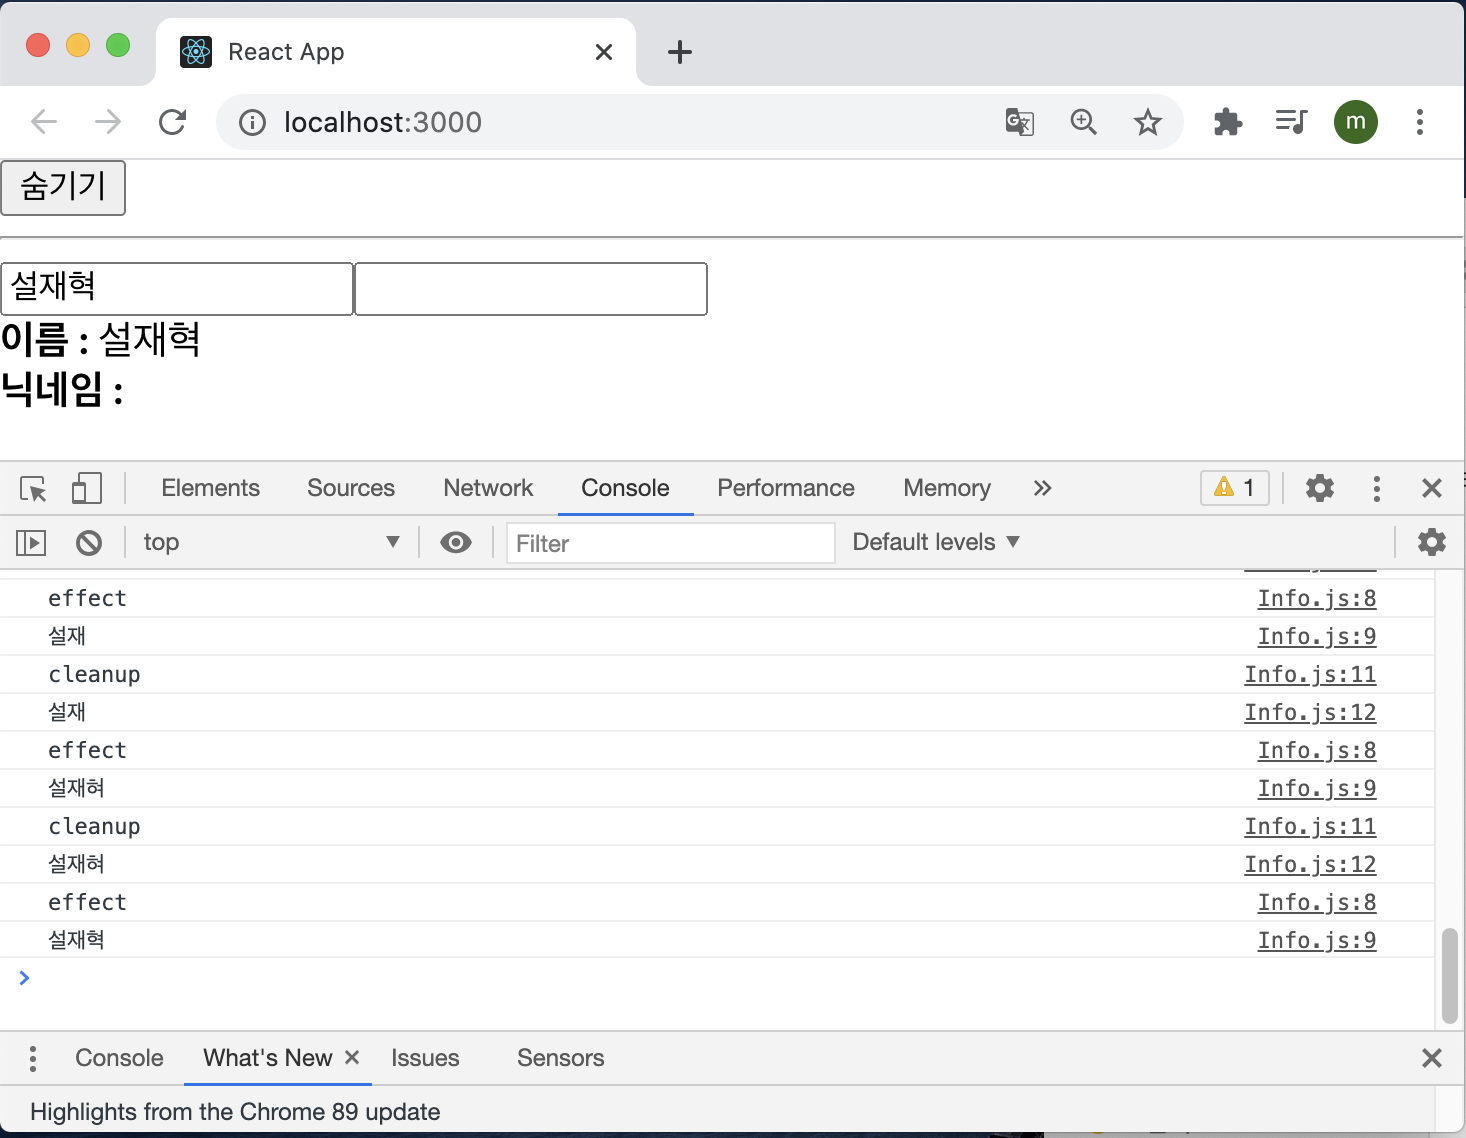 React App
localhost:3000
m
숨기기
설재혁
이름 : 설재혁
닉네임 :
Elements Sources Network Console Performance Memory 1
top Filter Default levels
effect Info.js:8
설재 Info.js:9
cleanup Info.js:11
설재 Info.js:12
effect Info.js:8
설재혀 Info.js:9
cleanup Info.js:11
설재혀 Info.js:12
effect Info.js:8
설재혁 Info.js:9
Console What's New Issues Sensors
Highlights from the Chrome 89 update